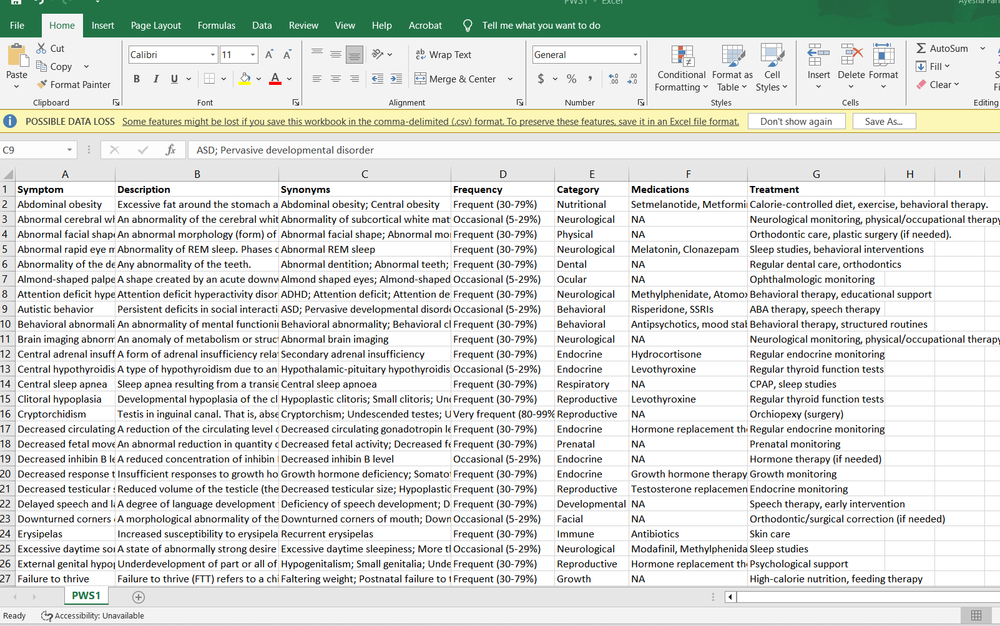 PWS1 - Excel
File Home Insert Page Layout Formulas Data Review View Help Acrobat Tell me what you want to do
Paste Cut Copy Format Painter Clipboard
Calibri 11 B I U A Font
Wrap Text Merge & Center Alignment
General $ % , Number
Conditional Formatting Format as Table Cell Styles Styles
Insert Delete Format Cells
AutoSum Fill Clear Editing
POSSIBLE DATA LOSS Some features might be lost if you save this workbook in the comma-delimited (.csv) format. To preserve these features, save it in an Excel file format. Don't show again Save As...
C9 fx ASD; Pervasive developmental disorder
A B C D E F G H I
1 Symptom Description Synonyms Frequency Category Medications Treatment
2 Abdominal obesity Excessive fat around the stomach a Abdominal obesity; Central obesity Frequent (30-79%) Nutritional Setmelanotide, Metformi Calorie-controlled diet, exercise, behavioral therapy.
3 Abnormal cerebral wh An abnormality of the cerebral whit Abnormality of subcortical white mat Occasional (5-29%) Neurological NA Neurological monitoring, physical/occupational therapy
4 Abnormal facial shape An abnormal morphology (form) of Abnormal facial shape; Abnormal mo Frequent (30-79%) Physical NA Orthodontic care, plastic surgery (if needed).
5 Abnormal rapid eye m Abnormality of REM sleep. Phases o Abnormal REM sleep Frequent (30-79%) Neurological Melatonin, Clonazepam Sleep studies, behavioral interventions
6 Abnormality of the de Any abnormality of the teeth. Abnormal dentition; Abnormal teeth; Frequent (30-79%) Dental NA Regular dental care, orthodontics
7 Almond-shaped palpe A shape created by an acute downw Almond shaped eyes; Almond-shaped Occasional (5-29%) Ocular NA Ophthalmologic monitoring
8 Attention deficit hype Attention deficit hyperactivity disor ADHD; Attention deficit; Attention de Frequent (30-79%) Neurological Methylphenidate, Atomox Behavioral therapy, educational support
9 Autistic behavior Persistent deficits in social interacti ASD; Pervasive developmental disorde Occasional (5-29%) Behavioral Risperidone, SSRIs ABA therapy, speech therapy
10 Behavioral abnormali An abnormality of mental functionin Behavioral abnormality; Behavioral cl Frequent (30-79%) Behavioral Antipsychotics, mood stab Behavioral therapy, structured routines
11 Brain imaging abnorm An anomaly of metabolism or struct Abnormal brain imaging Frequent (30-79%) Neurological NA Neurological monitoring, physical/occupational therapy
12 Central adrenal insuff A form of adrenal insufficiency rela Secondary adrenal insufficiency Frequent (30-79%) Endocrine Hydrocortisone Regular endocrine monitoring
13 Central hypothyroidis A type of hypothyroidism due to an Hypothalamic-pituitary hypothyroidis Occasional (5-29%) Endocrine Levothyroxine Regular thyroid function tests
14 Central sleep apnea Sleep apnea resulting from a transie Central sleep apnoea Frequent (30-79%) Respiratory NA CPAP, sleep studies
15 Clitoral hypoplasia Developmental hypoplasia of the cl Hypoplastic clitoris; Small clitoris; Und Frequent (30-79%) Reproductive Levothyroxine Regular thyroid function tests
16 Cryptorchidism Testis in inguinal canal. That is, abse Cryptorchism; Undescended testes; U Very frequent (80-99% Reproductive NA Orchiopexy (surgery)
17 Decreased circulating A reduction of the circulating level o Decreased circulating gonadotropin le Frequent (30-79%) Endocrine Hormone replacement th Regular endocrine monitoring
18 Decreased fetal move An abnormal reduction in quantity o Decreased fetal activity; Decreased fe Frequent (30-79%) Prenatal NA Prenatal monitoring
19 Decreased inhibin B le A reduced concentration of inhibin Decreased inhibin B level Occasional (5-29%) Endocrine NA Hormone therapy (if needed)
20 Decreased response t Insufficient responses to growth ho Growth hormone deficiency; Somatot Frequent (30-79%) Endocrine Growth hormone therapy Growth monitoring
21 Decreased testicular s Reduced volume of the testicle (the Decreased testicular size; Hypoplastic Frequent (30-79%) Reproductive Testosterone replacemen Endocrine monitoring
22 Delayed speech and la A degree of language development Deficiency of speech development; D Frequent (30-79%) Developmental NA Speech therapy, early intervention
23 Downturned corners A morphological abnormality of the Downturned corners of mouth; Down Occasional (5-29%) Facial NA Orthodontic/surgical correction (if needed)
24 Erysipelas Increased susceptibility to erysipela Recurrent erysipelas Frequent (30-79%) Immune Antibiotics Skin care
25 Excessive daytime so A state of abnormally strong desire Excessive daytime sleepiness; More t Occasional (5-29%) Neurological Modafinil, Methylphenida Sleep studies
26 External genital hypo Underdevelopment of part or all of Hypogenitalism; Small genitalia; Unde Frequent (30-79%) Reproductive Hormone replacement th Psychological support
27 Failure to thrive Failure to thrive (FTT) refers to a chi Faltering weight; Postnatal failure to t Frequent (30-79%) Growth NA High-calorie nutrition, feeding therapy
PWS1
Ready Accessibility: Unavailable